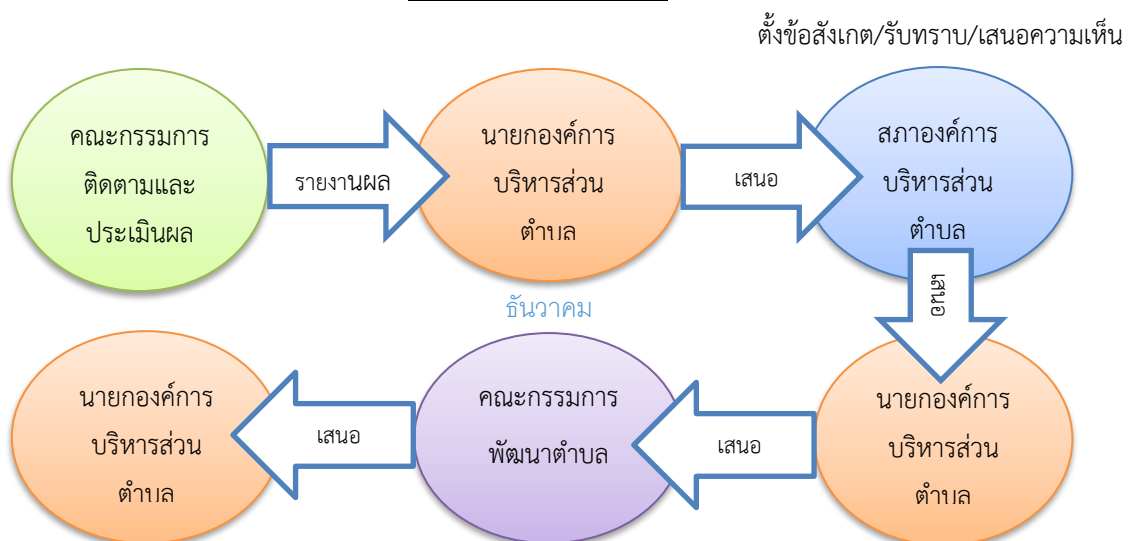 ตั้งข้อสังเกต/รับทราบ/เสนอความเห็น
คณะกรรมการ
ติดตามและ
ประเมินผล
รายงานผล
นายกองค์การ
บริหารส่วน
ตำบล
เสนอ
สภาองค์การ
บริหารส่วน
ตำบล
เสนอ
ธันวาคม
นายกองค์การ
บริหารส่วน
ตำบล
เสนอ
คณะกรรมการ
พัฒนาตำบล
เสนอ
นายกองค์การ
บริหารส่วน
ตำบล